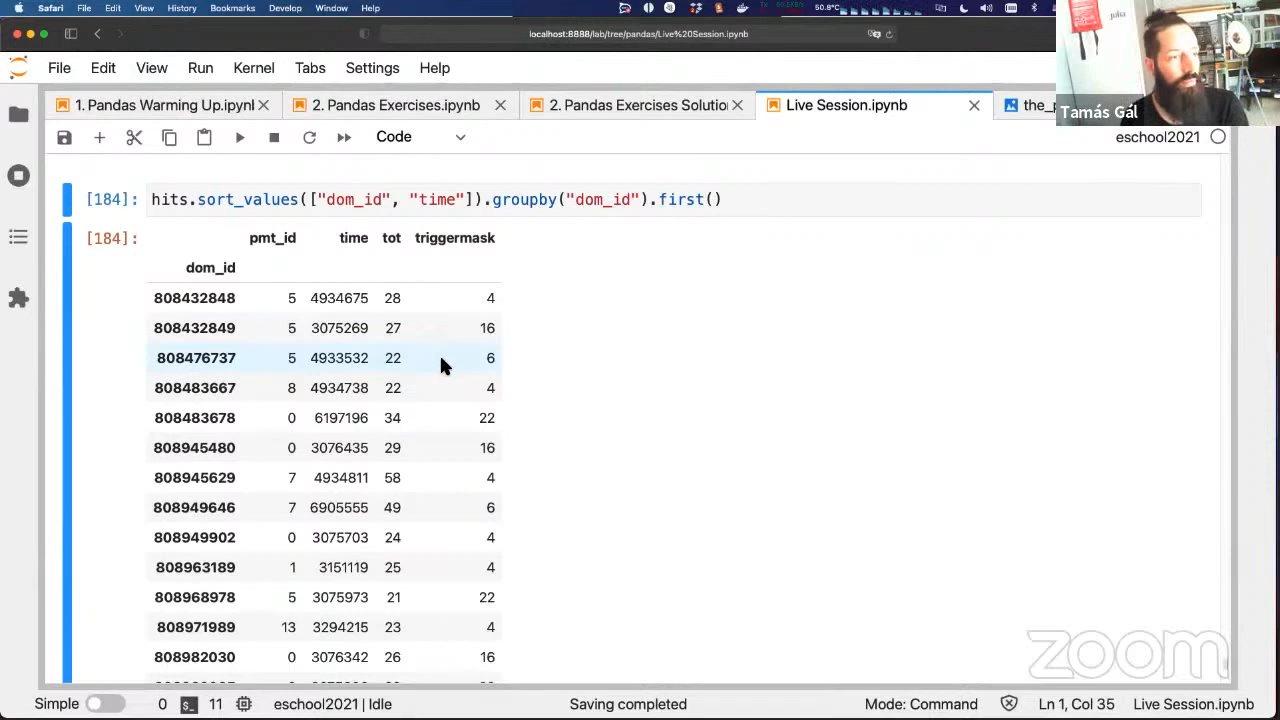 Safari File Edit View History Bookmarks Develop Window Help
50.8°C
localhost:8888/lab/tree/pandas/Live%20Session.ipynb
File Edit View Run Kernel Tabs Settings Help
1. Pandas Warming Up.ipynl
2. Pandas Exercises.ipynb
2. Pandas Exercises Solutio
Live Session.ipynb
the_p
Tamás Gál
julia
Code
eschool2021
[184]: hits.sort_values(["dom_id", "time"]).groupby("dom_id").first()
[184]: pmt_id time tot triggermask
dom_id
808432848 5 4934675 28 4
808432849 5 3075269 27 16
808476737 5 4933532 22 6
808483667 8 4934738 22 4
808483678 0 6197196 34 22
808945480 0 3076435 29 16
808945629 7 4934811 58 4
808949646 7 6905555 49 6
808949902 0 3075703 24 4
808963189 1 3151119 25 4
808968978 5 3075973 21 22
808971989 13 3294215 23 4
808982030 0 3076342 26 16
zoom
Simple 0 $_ 11 eschool2021 | Idle Saving completed Mode: Command Ln 1, Col 35 Live Session.ipynb